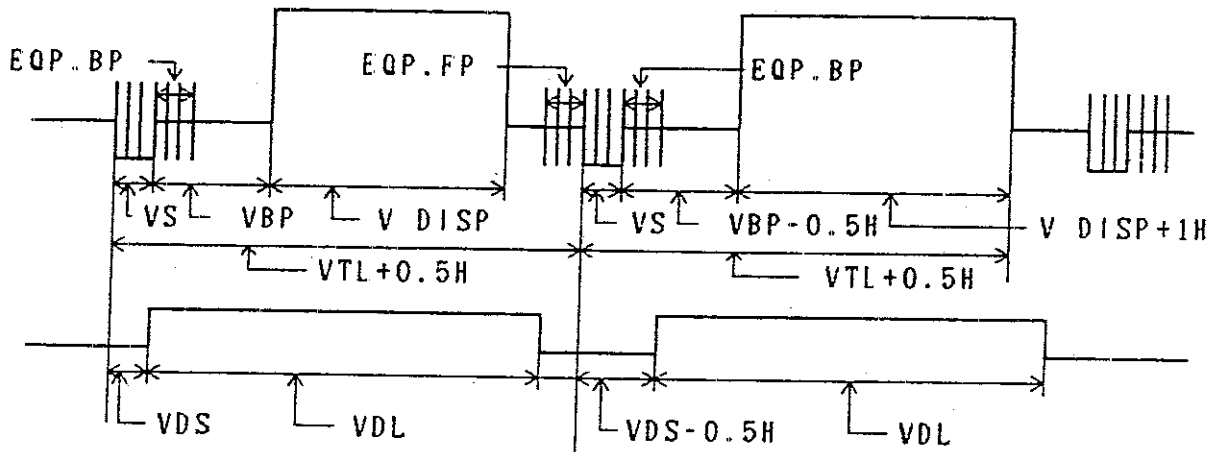 EQP.BP
EQP.FP
EQP.BP
VS
VBP
V DISP
VS
VBP-0.5H
V DISP+1H
VTL+0.5H
VTL+0.5H
VDS
VDL
VDS-0.5H
VDL